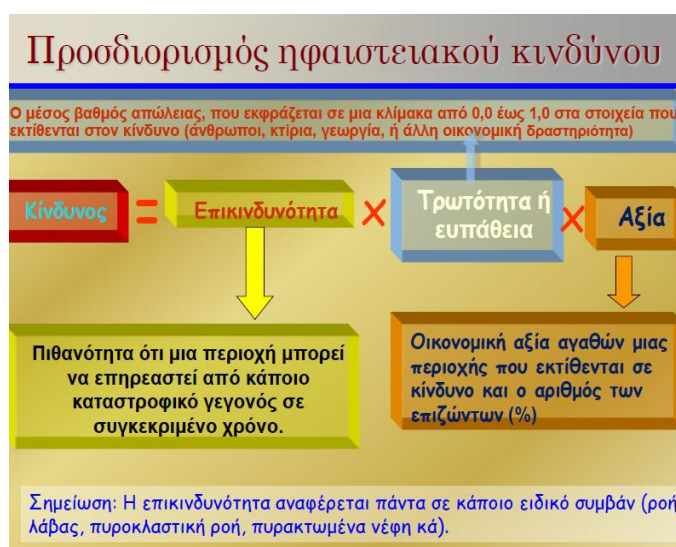 Προσδιορισμός ηφαιστειακού κινδύνου
Ο μέσος βαθμός απώλειας, που εκφράζεται σε μια κλίμακα από 0,0 έως 1,0 στα στοιχεία που
εκτίθενται στον κίνδυνο (άνθρωποι, κτίρια, γεωργία, ή άλλη οικονομική δραστηριότητα)
Κίνδυνος = Επικινδυνότητα × Τρωτότητα ή
ευπάθεια × Αξία
Πιθανότητα ότι μια περιοχή μπορεί
να επηρεαστεί από κάποιο
καταστροφικό γεγονός σε
συγκεκριμένο χρόνο.
Οικονομική αξία αγαθών μιας
περιοχής που εκτίθενται σε
κίνδυνο και ο αριθμός των
επιζώντων (%)
Σημείωση: Η επικινδυνότητα αναφέρεται πάντα σε κάποιο ειδικό συμβάν (ροή
λάβας, πυροκλαστική ροή, πυρακτωμένα νέφη κά).